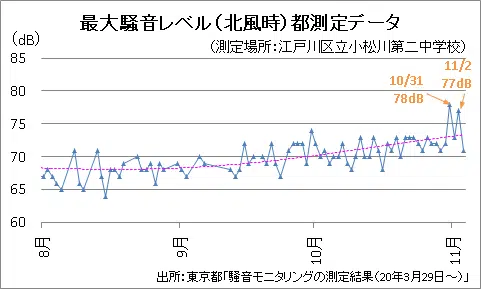 最大騒音レベル(北風時)都測定データ
(dB)
(測定場所:江戸川区立小松川第二中学校)
85
80
75
70
65
60
10/31
78dB
11/2
77dB
8月
9月
10月
11月
出所:東京都「騒音モニタリングの測定結果(20年3月29日~)」